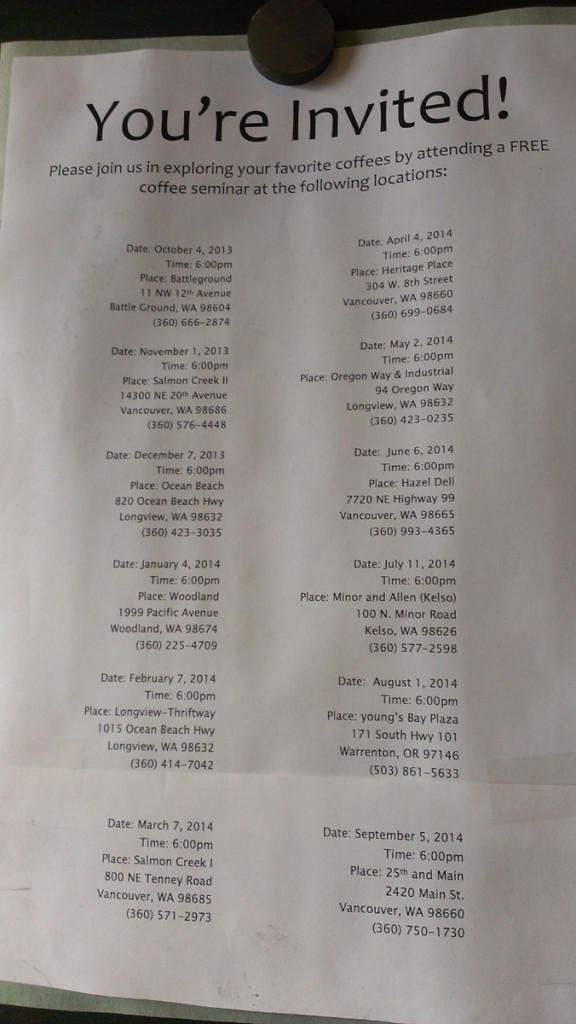 You're Invited!
Please join us in exploring your favorite coffees by attending a FREE
coffee seminar at the following locations:
Date: October 4, 2013
Time: 6:00pm
Place: Battleground
11 NW 12th Avenue
Battle Ground, WA 98604
(360) 666-2874
Date: November 1, 2013
Time: 6:00pm
Place: Salmon Creek II
14300 NE 20th Avenue
Vancouver, WA 98686
(360) 576-4448
Date: December 7, 2013
Time: 6:00pm
Place: Ocean Beach
820 Ocean Beach Hwy
Longview, WA 98632
(360) 423-3035
Date: January 4, 2014
Time: 6:00pm
Place: Woodland
1999 Pacific Avenue
Woodland, WA 98674
(360) 225-4709
Date: February 7, 2014
Time: 6:00pm
Place: Longview-Thriftway
1015 Ocean Beach Hwy
Longview, WA 98632
(360) 414-7042
Date: March 7, 2014
Time: 6:00pm
Place: Salmon Creek I
800 NE Tenney Road
Vancouver, WA 98685
(360) 571-2973
Date: April 4, 2014
Time: 6:00pm
Place: Heritage Place
304 W. 8th Street
Vancouver, WA 98660
(360) 699-0684
Date: May 2, 2014
Time: 6:00pm
Place: Oregon Way & Industrial
94 Oregon Way
Longview, WA 98632
(360) 423-0235
Date: June 6, 2014
Time: 6:00pm
Place: Hazel Dell
7720 NE Highway 99
Vancouver, WA 98665
(360) 993-4365
Date: July 11, 2014
Time: 6:00pm
Place: Minor and Allen (Kelso)
100 N. Minor Road
Kelso, WA 98626
(360) 577-2598
Date: August 1, 2014
Time: 6:00pm
Place: young's Bay Plaza
171 South Hwy 101
Warrenton, OR 97146
(503) 861-5633
Date: September 5, 2014
Time: 6:00pm
Place: 25th and Main
2420 Main St.
Vancouver, WA 98660
(360) 750-1730